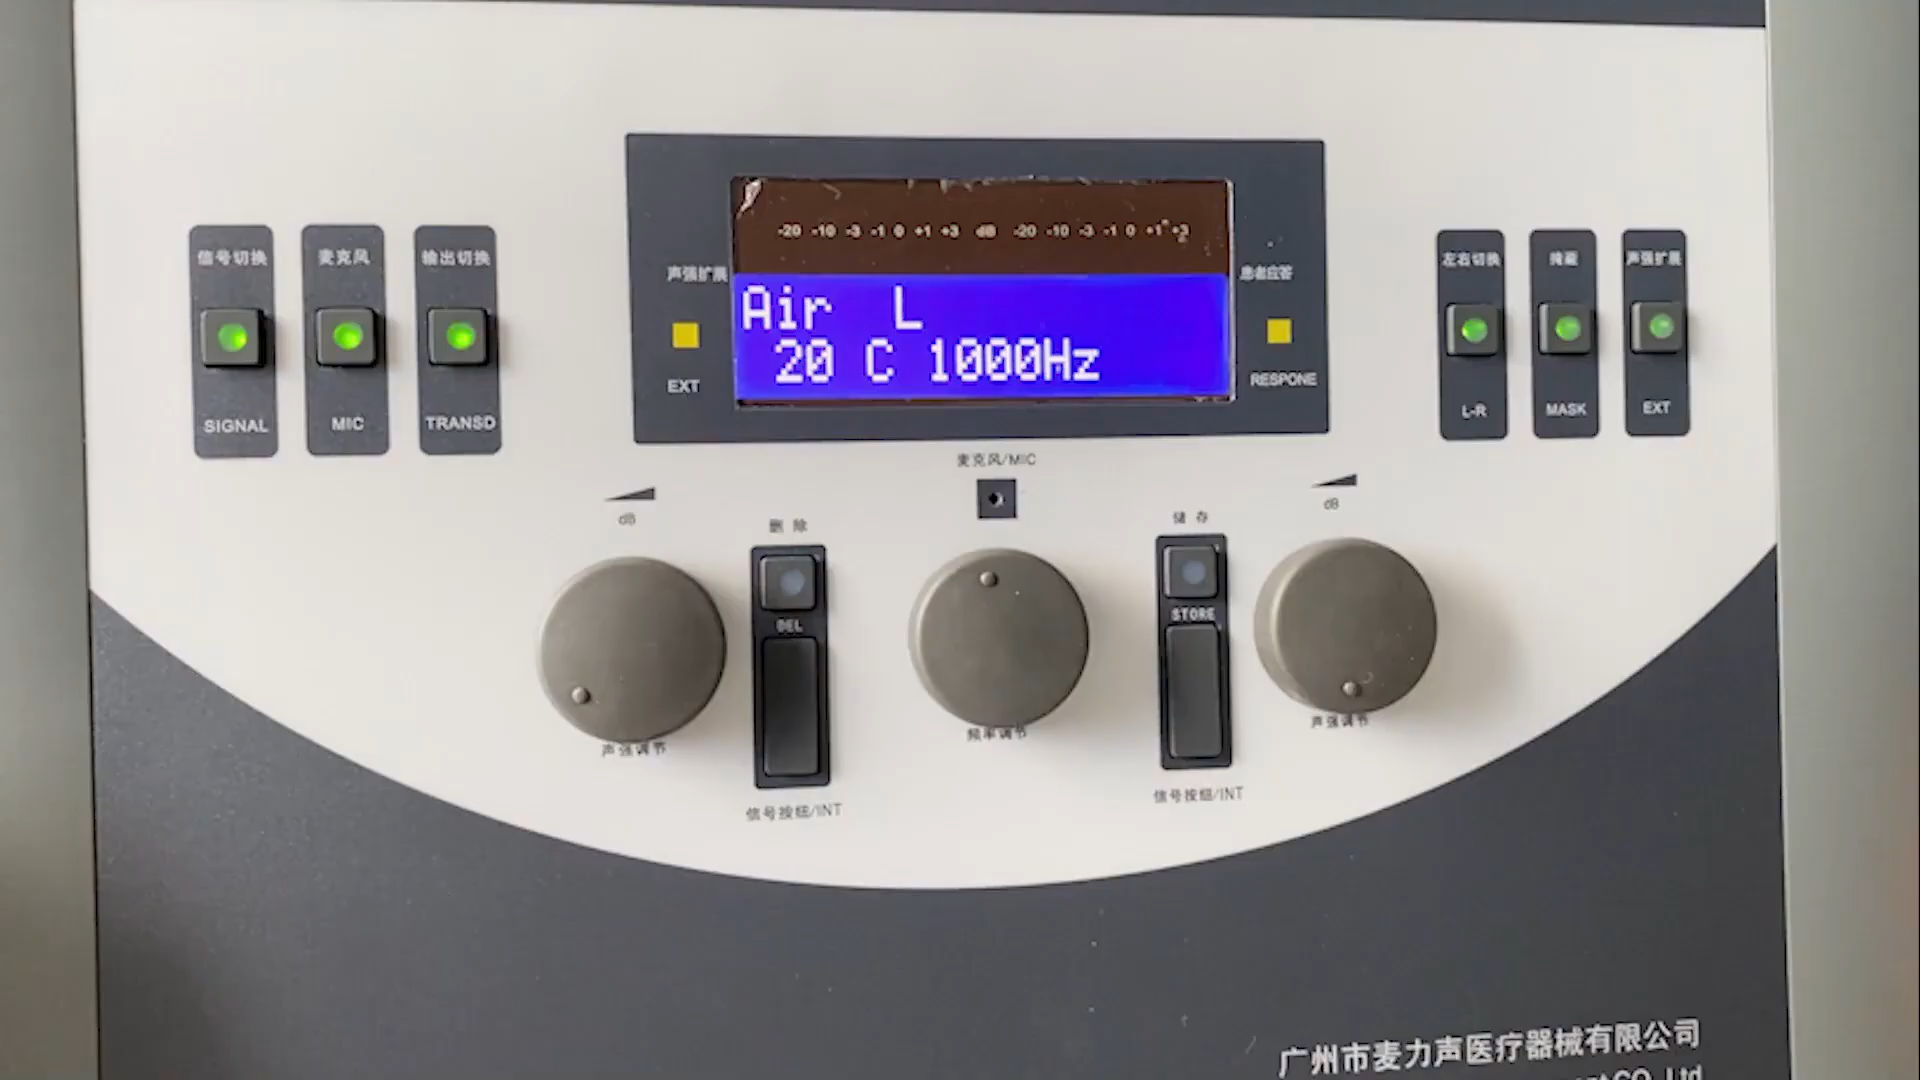 -20 -10 -3 -1 0 +1 +3 dB -20 -10 -3 -1 0 +1 +3
信号切换
麦克风
输出切换
声强扩展
患者应答
左右切换
掩蔽
声强扩展
Air L
20 C 1000Hz
EXT
RESPONE
SIGNAL
MIC
TRANSD
L-R
MASK
EXT
麦克风/MIC
dB
删 除
储 存
dB
DEL
STORE
声强调节
频率调节
声强调节
信号按纽/INT
信号按纽/INT
广州市麦力声医疗器械有限公司
CO.,Ltd